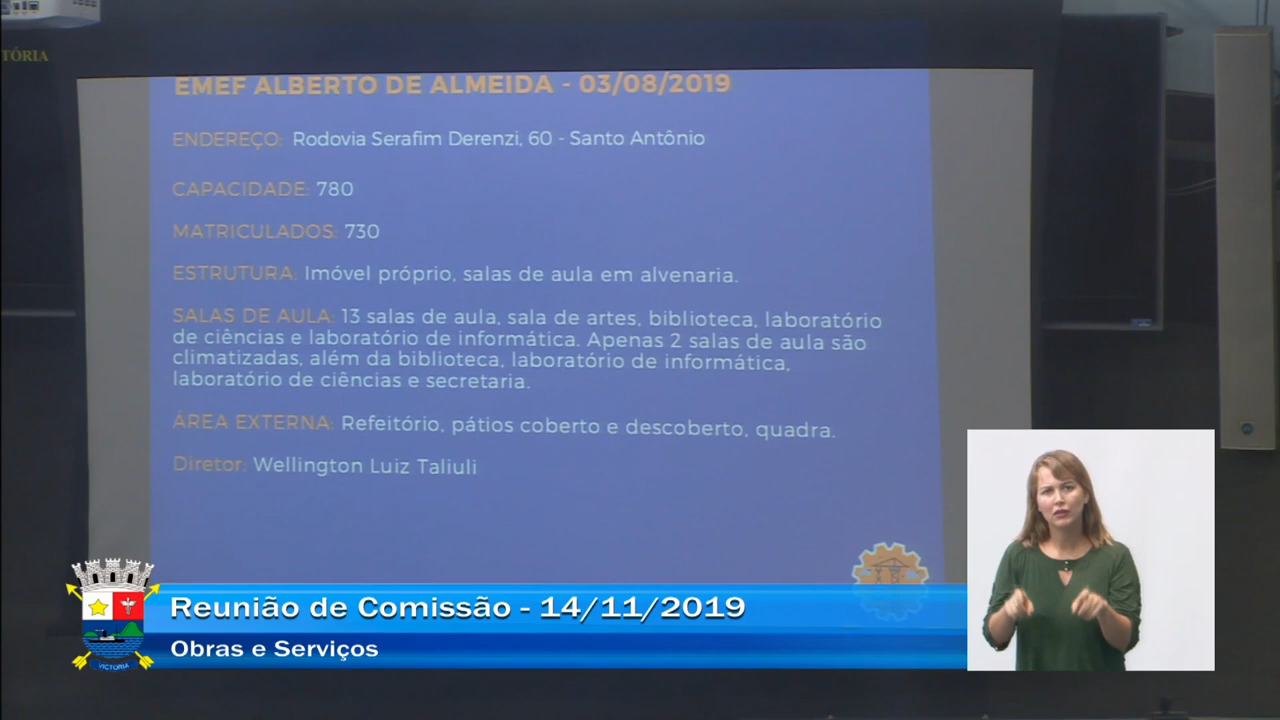 TÓRIA
EMEF ALBERTO DE ALMEIDA - 03/08/2019
ENDEREÇO: Rodovia Serafim Derenzi, 60 - Santo Antônio
CAPACIDADE: 780
MATRICULADOS: 730
ESTRUTURA: Imóvel próprio, salas de aula em alvenaria.
SALAS DE AULA: 13 salas de aula, sala de artes, biblioteca, laboratório
de ciências e laboratório de informática. Apenas 2 salas de aula são
climatizadas, além da biblioteca, laboratório de informática,
laboratório de ciências e secretaria.
ÁREA EXTERNA: Refeitório, pátios coberto e descoberto, quadra.
Diretor: Wellington Luiz Taliuli
Reunião de Comissão - 14/11/2019
Obras e Serviços
VICTORIA